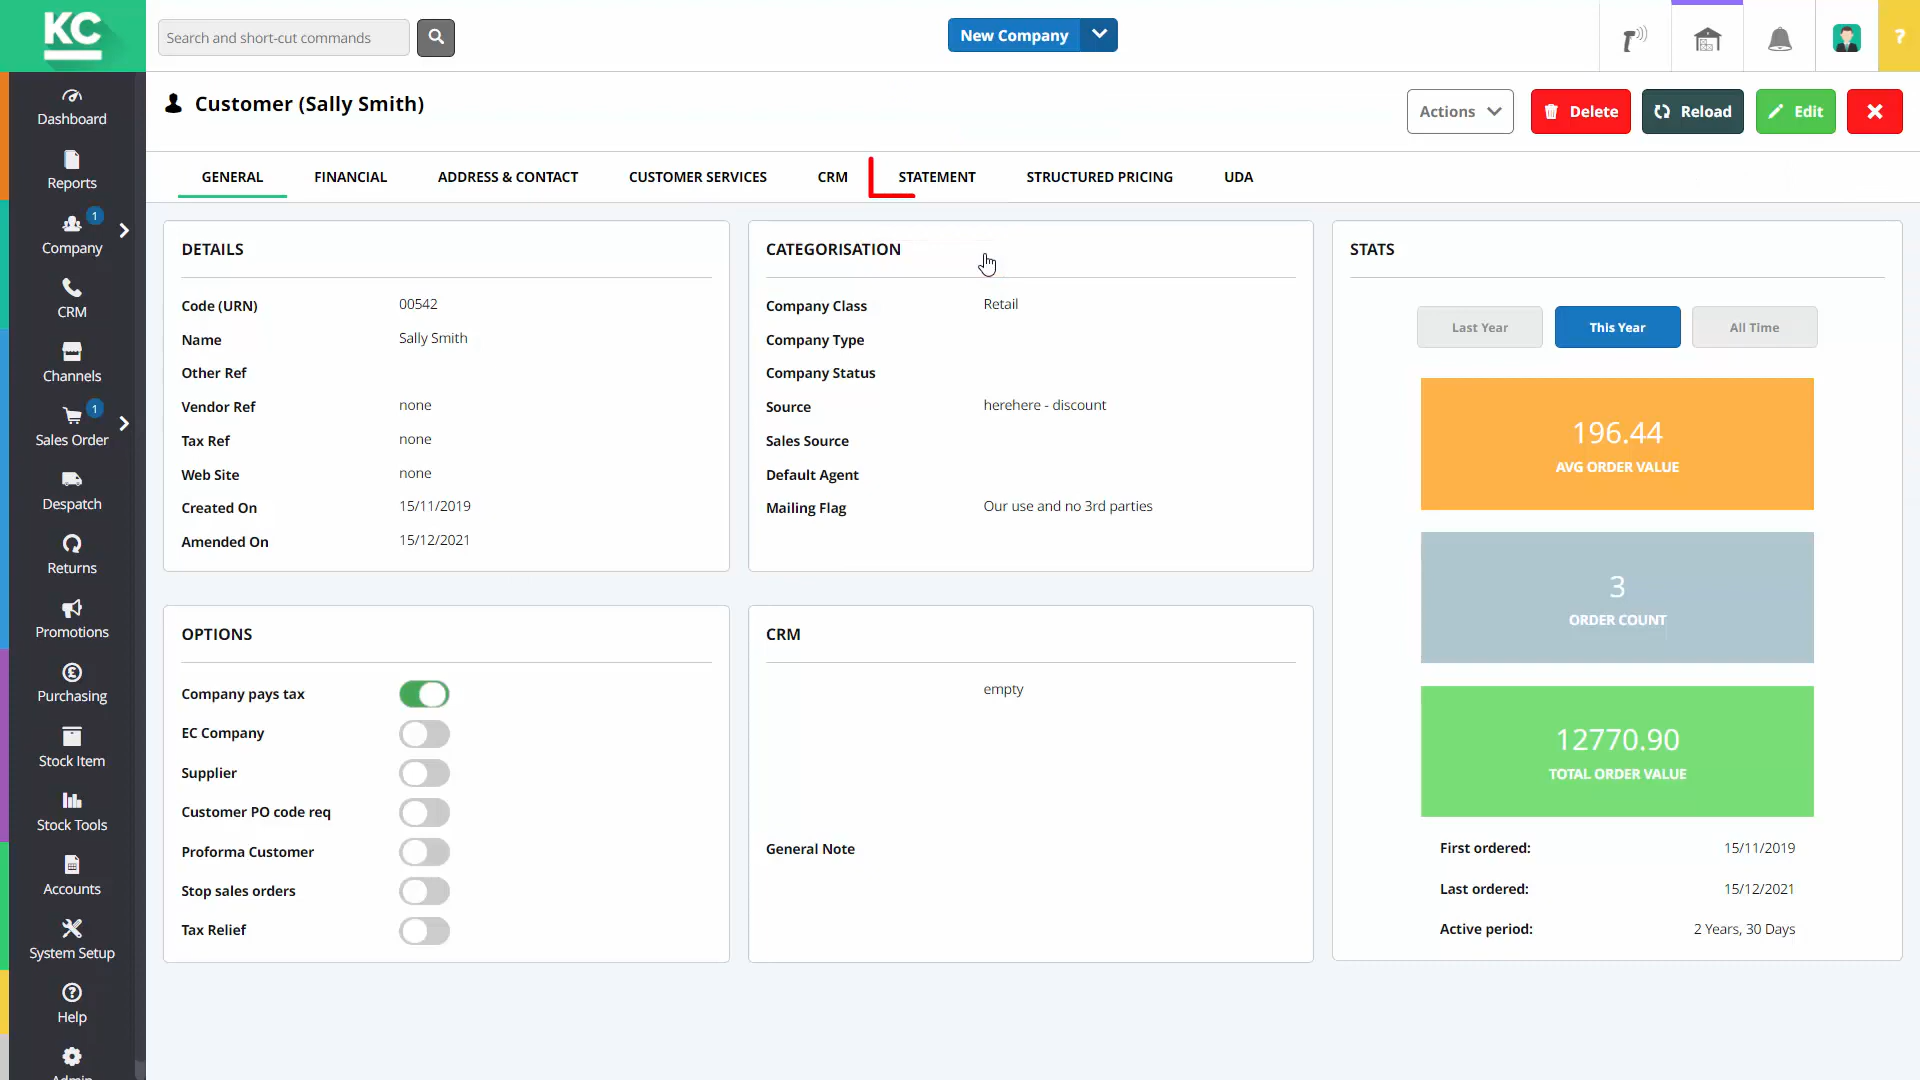 KC
Search and short-cut commands
New Company
?
Customer (Sally Smith)
Actions
Delete
Reload
Edit
Dashboard
Reports
1
Company
CRM
Channels
1
Sales Order
Despatch
Returns
Promotions
Purchasing
Stock Item
Stock Tools
Accounts
System Setup
Help
GENERAL FINANCIAL ADDRESS & CONTACT CUSTOMER SERVICES CRM STATEMENT STRUCTURED PRICING UDA
DETAILS
Code (URN) 00542
Name Sally Smith
Other Ref
Vendor Ref none
Tax Ref none
Web Site none
Created On 15/11/2019
Amended On 15/12/2021
CATEGORISATION
Company Class Retail
Company Type
Company Status
Source herehere - discount
Sales Source
Default Agent
Mailing Flag Our use and no 3rd parties
STATS
Last Year This Year All Time
196.44
AVG ORDER VALUE
3
ORDER COUNT
12770.90
TOTAL ORDER VALUE
First ordered: 15/11/2019
Last ordered: 15/12/2021
Active period: 2 Years, 30 Days
OPTIONS
Company pays tax
EC Company
Supplier
Customer PO code req
Proforma Customer
Stop sales orders
Tax Relief
CRM
empty
General Note